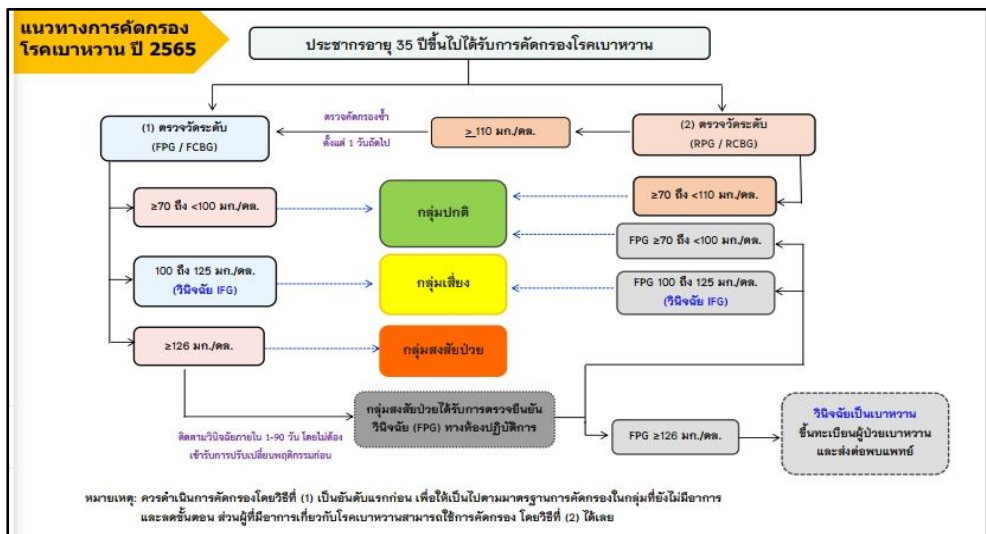 แนวทางการคัดกรอง
โรคเบาหวาน ปี 2565
ประชากรอายุ 35 ปีขึ้นไปได้รับการคัดกรองโรคเบาหวาน
(1) ตรวจวัดระดับ
(FPG / FCBG)
ตรวจคัดกรองซ้ำ
ตั้งแต่ 1 วันถัดไป
≥110 มก./ดล.
(2) ตรวจวัดระดับ
(RPG / RCBG)
≥70 ถึง <100 มก./ดล.
กลุ่มปกติ
≥70 ถึง <110 มก./ดล.
FPG ≥70 ถึง <100 มก./ดล.
100 ถึง 125 มก./ดล.
(วินิจฉัย IFG)
กลุ่มเสี่ยง
FPG 100 ถึง 125 มก./ดล.
(วินิจฉัย IFG)
≥126 มก./ดล.
กลุ่มสงสัยป่วย
กลุ่มสงสัยป่วยได้รับการตรวจยืนยัน
วินิจฉัย (FPG) ทางห้องปฏิบัติการ
ติดตามวินิจฉัยภายใน 1-90 วัน โดยไม่ต้อง
เข้ารับการปรับเปลี่ยนพฤติกรรมก่อน
FPG ≥126 มก./ดล.
วินิจฉัยเป็นเบาหวาน
ขึ้นทะเบียนผู้ป่วยเบาหวาน
และส่งต่อพบแพทย์
หมายเหตุ: ควรดำเนินการคัดกรองโดยวิธีที่ (1) เป็นอันดับแรกก่อน เพื่อให้เป็นไปตามมาตรฐานการคัดกรองในกลุ่มที่ยังไม่มีอาการ
และลดขั้นตอน ส่วนผู้ที่มีอาการเกี่ยวกับโรคเบาหวานสามารถใช้การคัดกรอง โดยวิธีที่ (2) ได้เลย